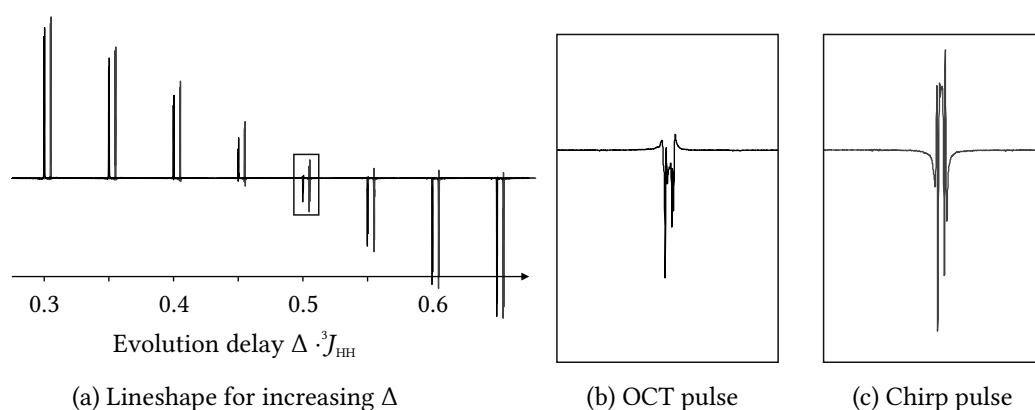 0.3 0.4 0.5 0.6
Evolution delay Δ · ³J_HH
(a) Lineshape for increasing Δ
(b) OCT pulse
(c) Chirp pulse